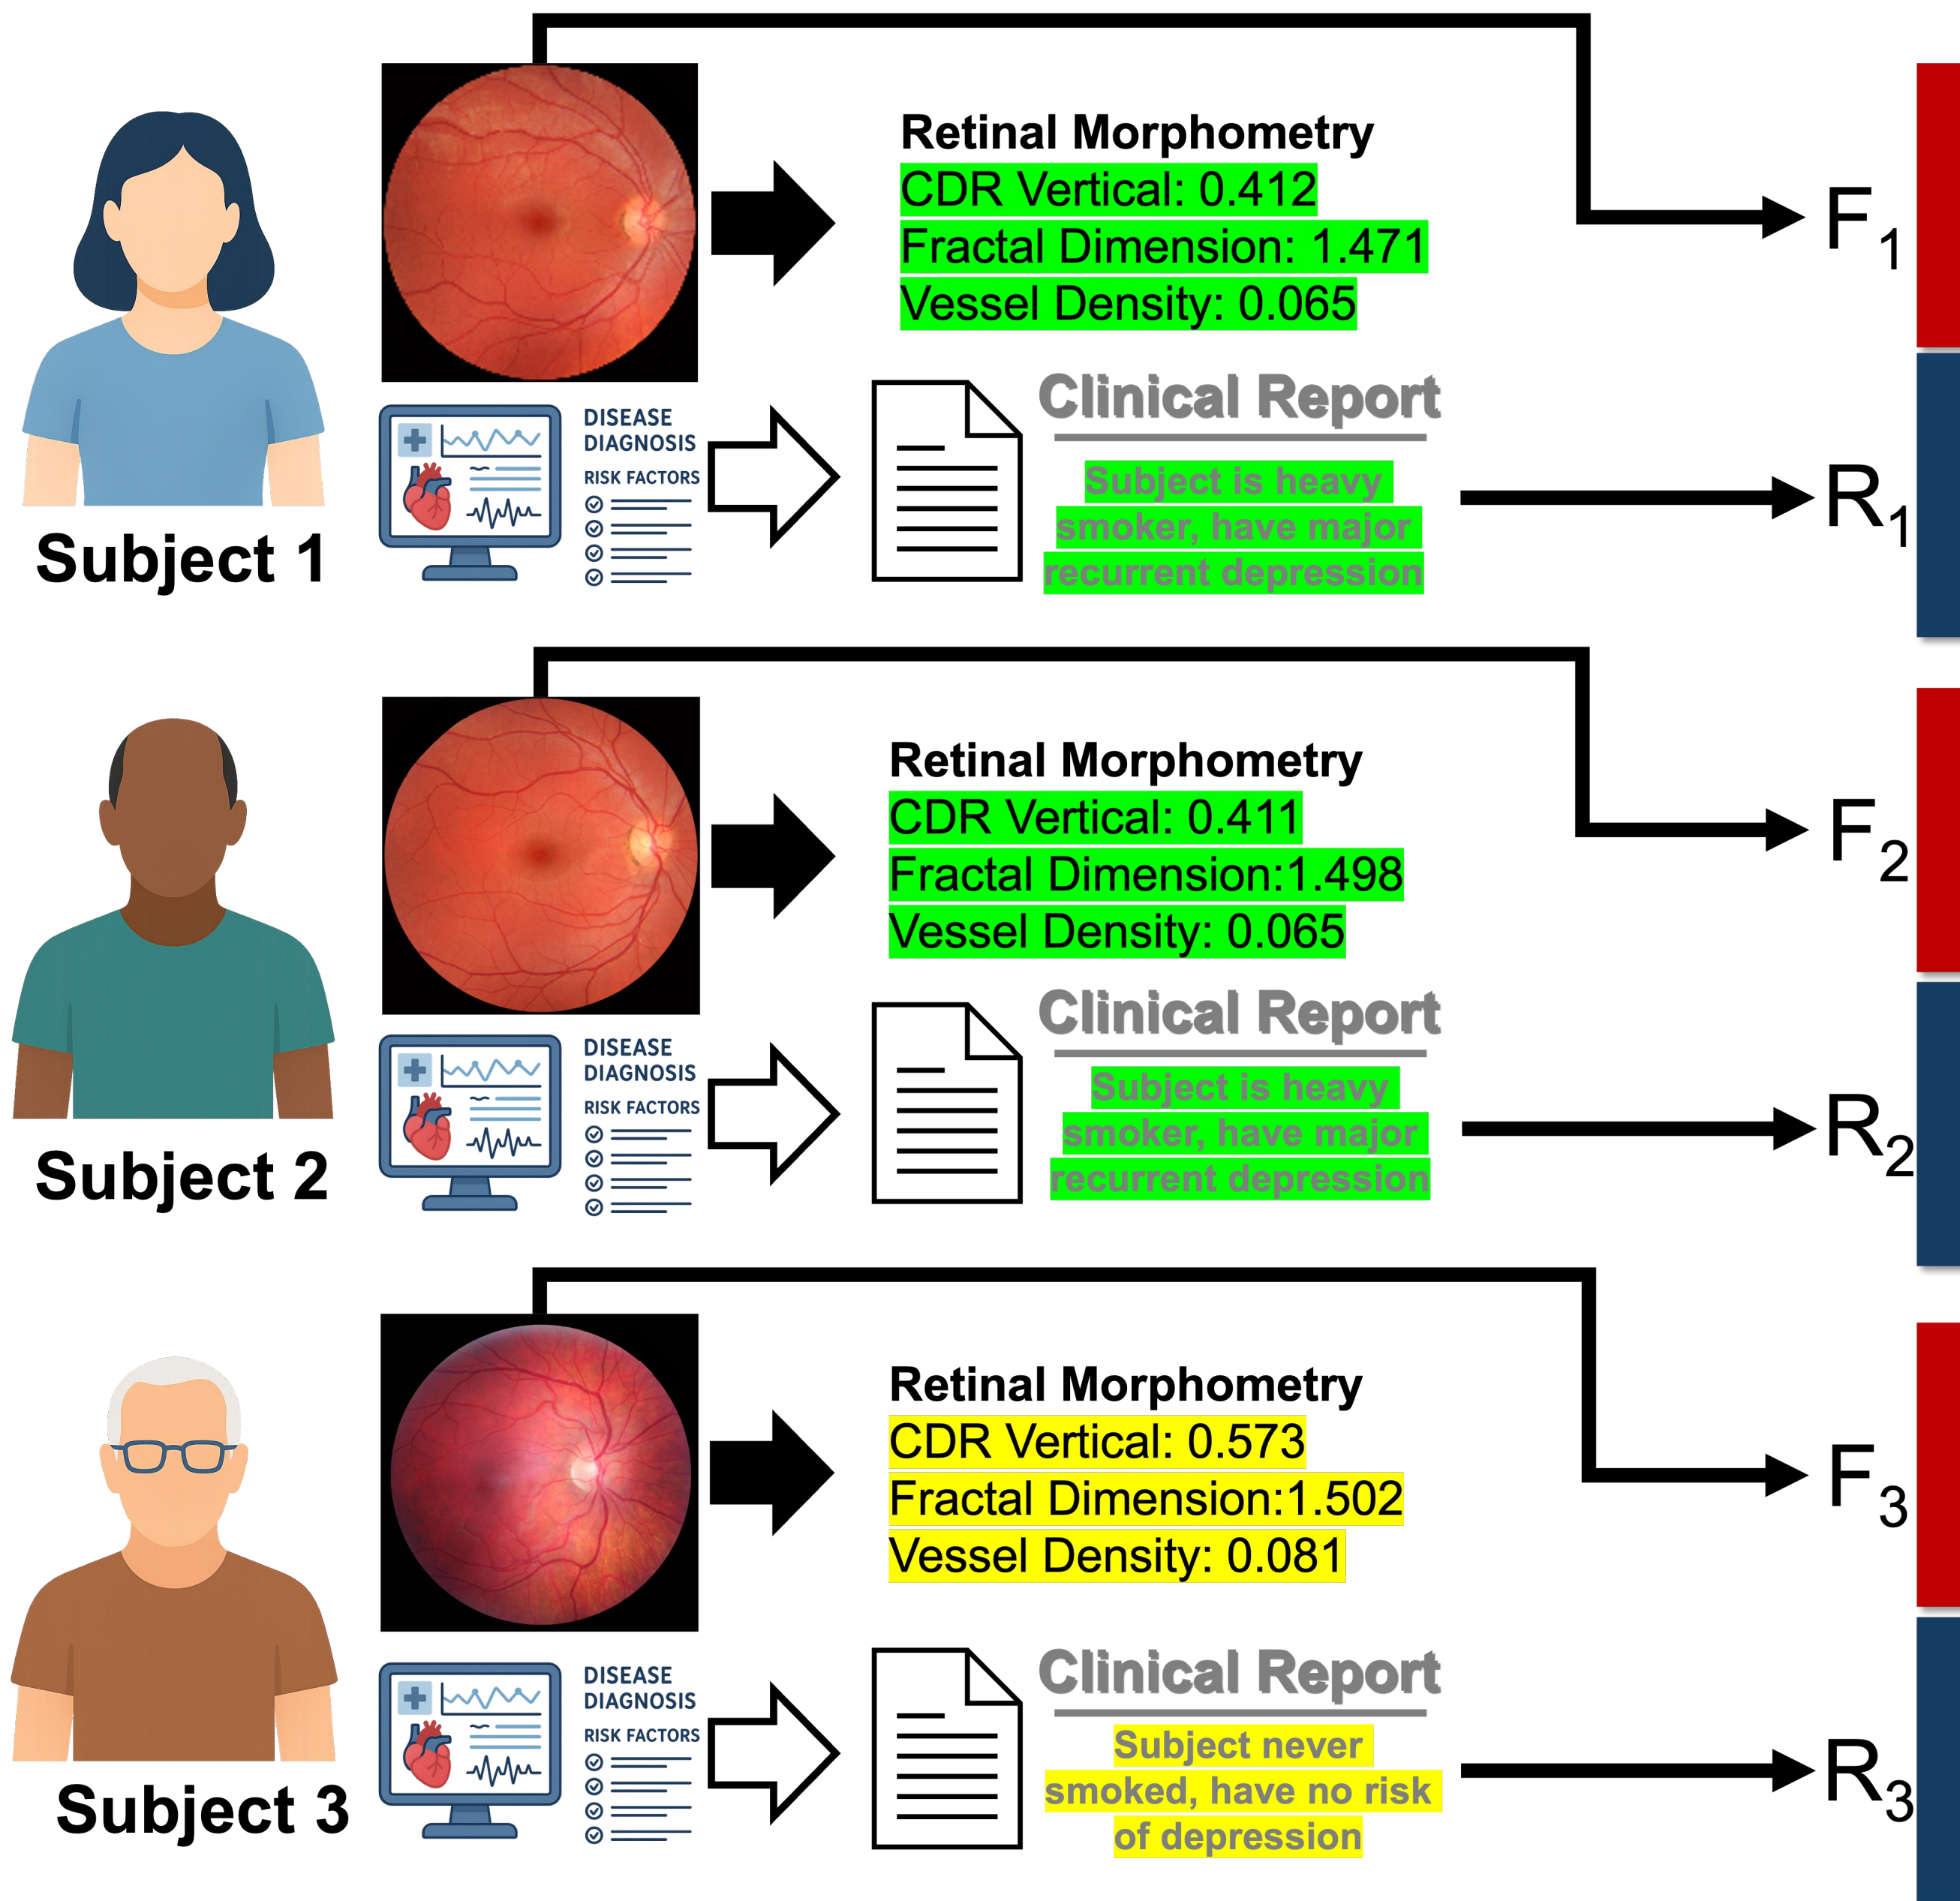 Retinal Morphometry
CDR Vertical: 0.412
Fractal Dimension: 1.471
Vessel Density: 0.065
F1
DISEASE
DIAGNOSIS
RISK FACTORS
Clinical Report
Subject is heavy
smoker, have major
recurrent depression
R1
Subject 1
Retinal Morphometry
CDR Vertical: 0.411
Fractal Dimension:1.498
Vessel Density: 0.065
F2
DISEASE
DIAGNOSIS
RISK FACTORS
Clinical Report
Subject is heavy
smoker, have major
recurrent depression
R2
Subject 2
Retinal Morphometry
CDR Vertical: 0.573
Fractal Dimension:1.502
Vessel Density: 0.081
F3
DISEASE
DIAGNOSIS
RISK FACTORS
Clinical Report
Subject never
smoked, have no risk
of depression
R3
Subject 3